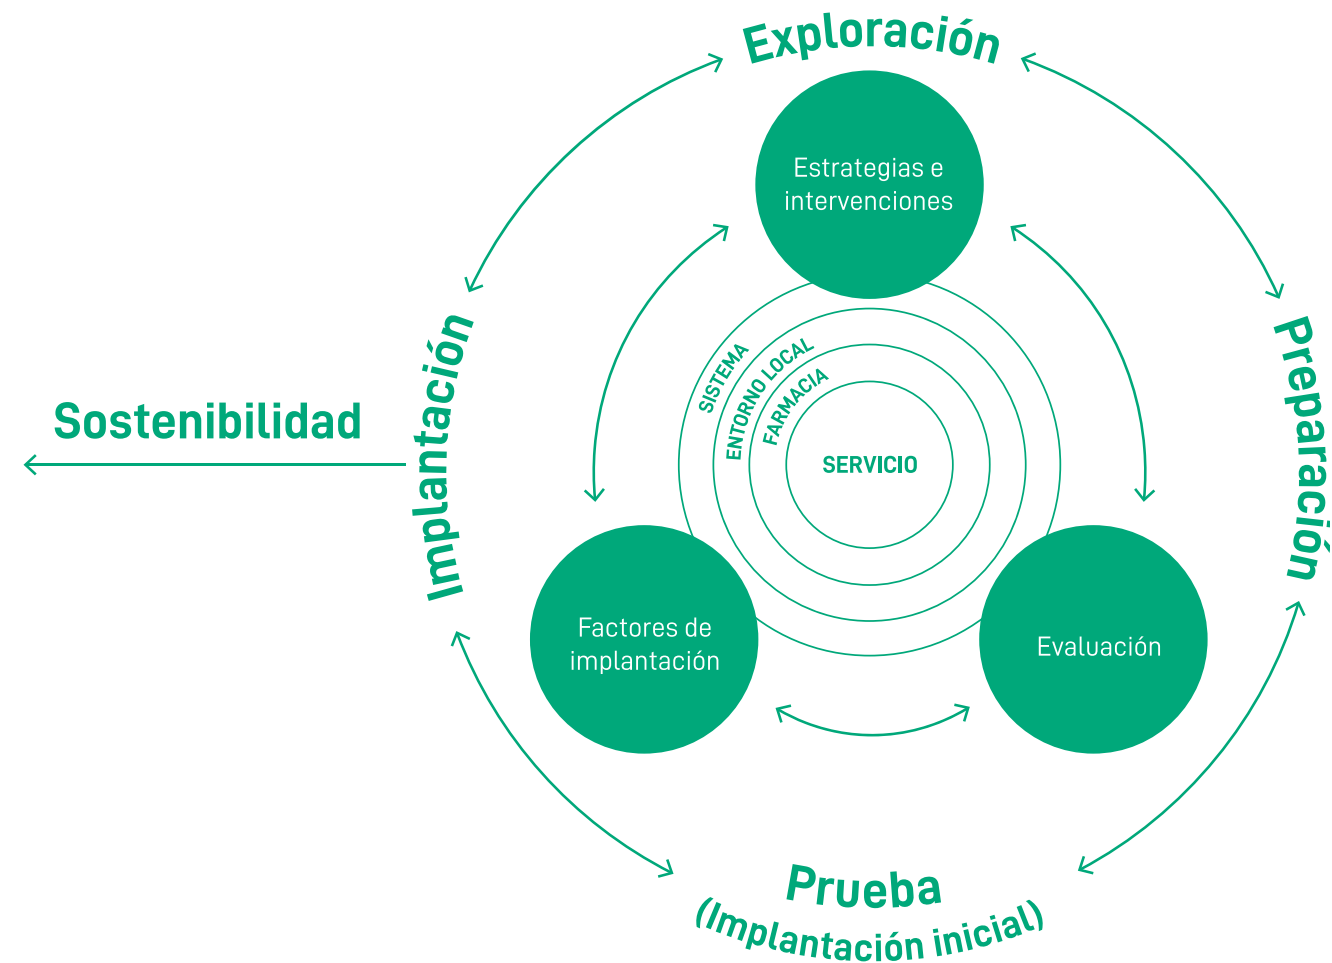 Exploración
Estrategias e
intervenciones
Preparación
Implantación
Sostenibilidad
SISTEMA
ENTORNO LOCAL
FARMACIA
SERVICIO
Factores de
implantación
Evaluación
Prueba
(Implantación inicial)